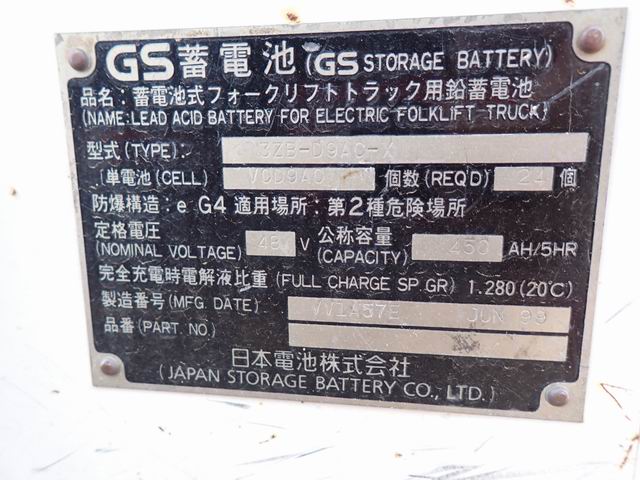 GS蓄電池 (GS STORAGE BATTERY)
品名:蓄電池式フォークリフトトラック用鉛蓄電池
(NAME:LEAD ACID BATTERY FOR ELECTRIC FOLKLIFT TRUCK)
型式(TYPE) 3ZB-D9AC-X
(単電池(CELL) VCD9AC 個数(REQ'D) 24 個
防爆構造:e G4 適用場所:第2種危険場所
定格電圧 (NOMINAL VOLTAGE) 48 V 公称容量 (CAPACITY) 450 AH/5HR
完全充電時電解液比重 (FULL CHARGE SP.GR) 1.280(20℃)
製造番号(MFG. DATE) JUN 99
品番(PART. NO.)
日本電池株式会社
(JAPAN STORAGE BATTERY CO., LTD.)